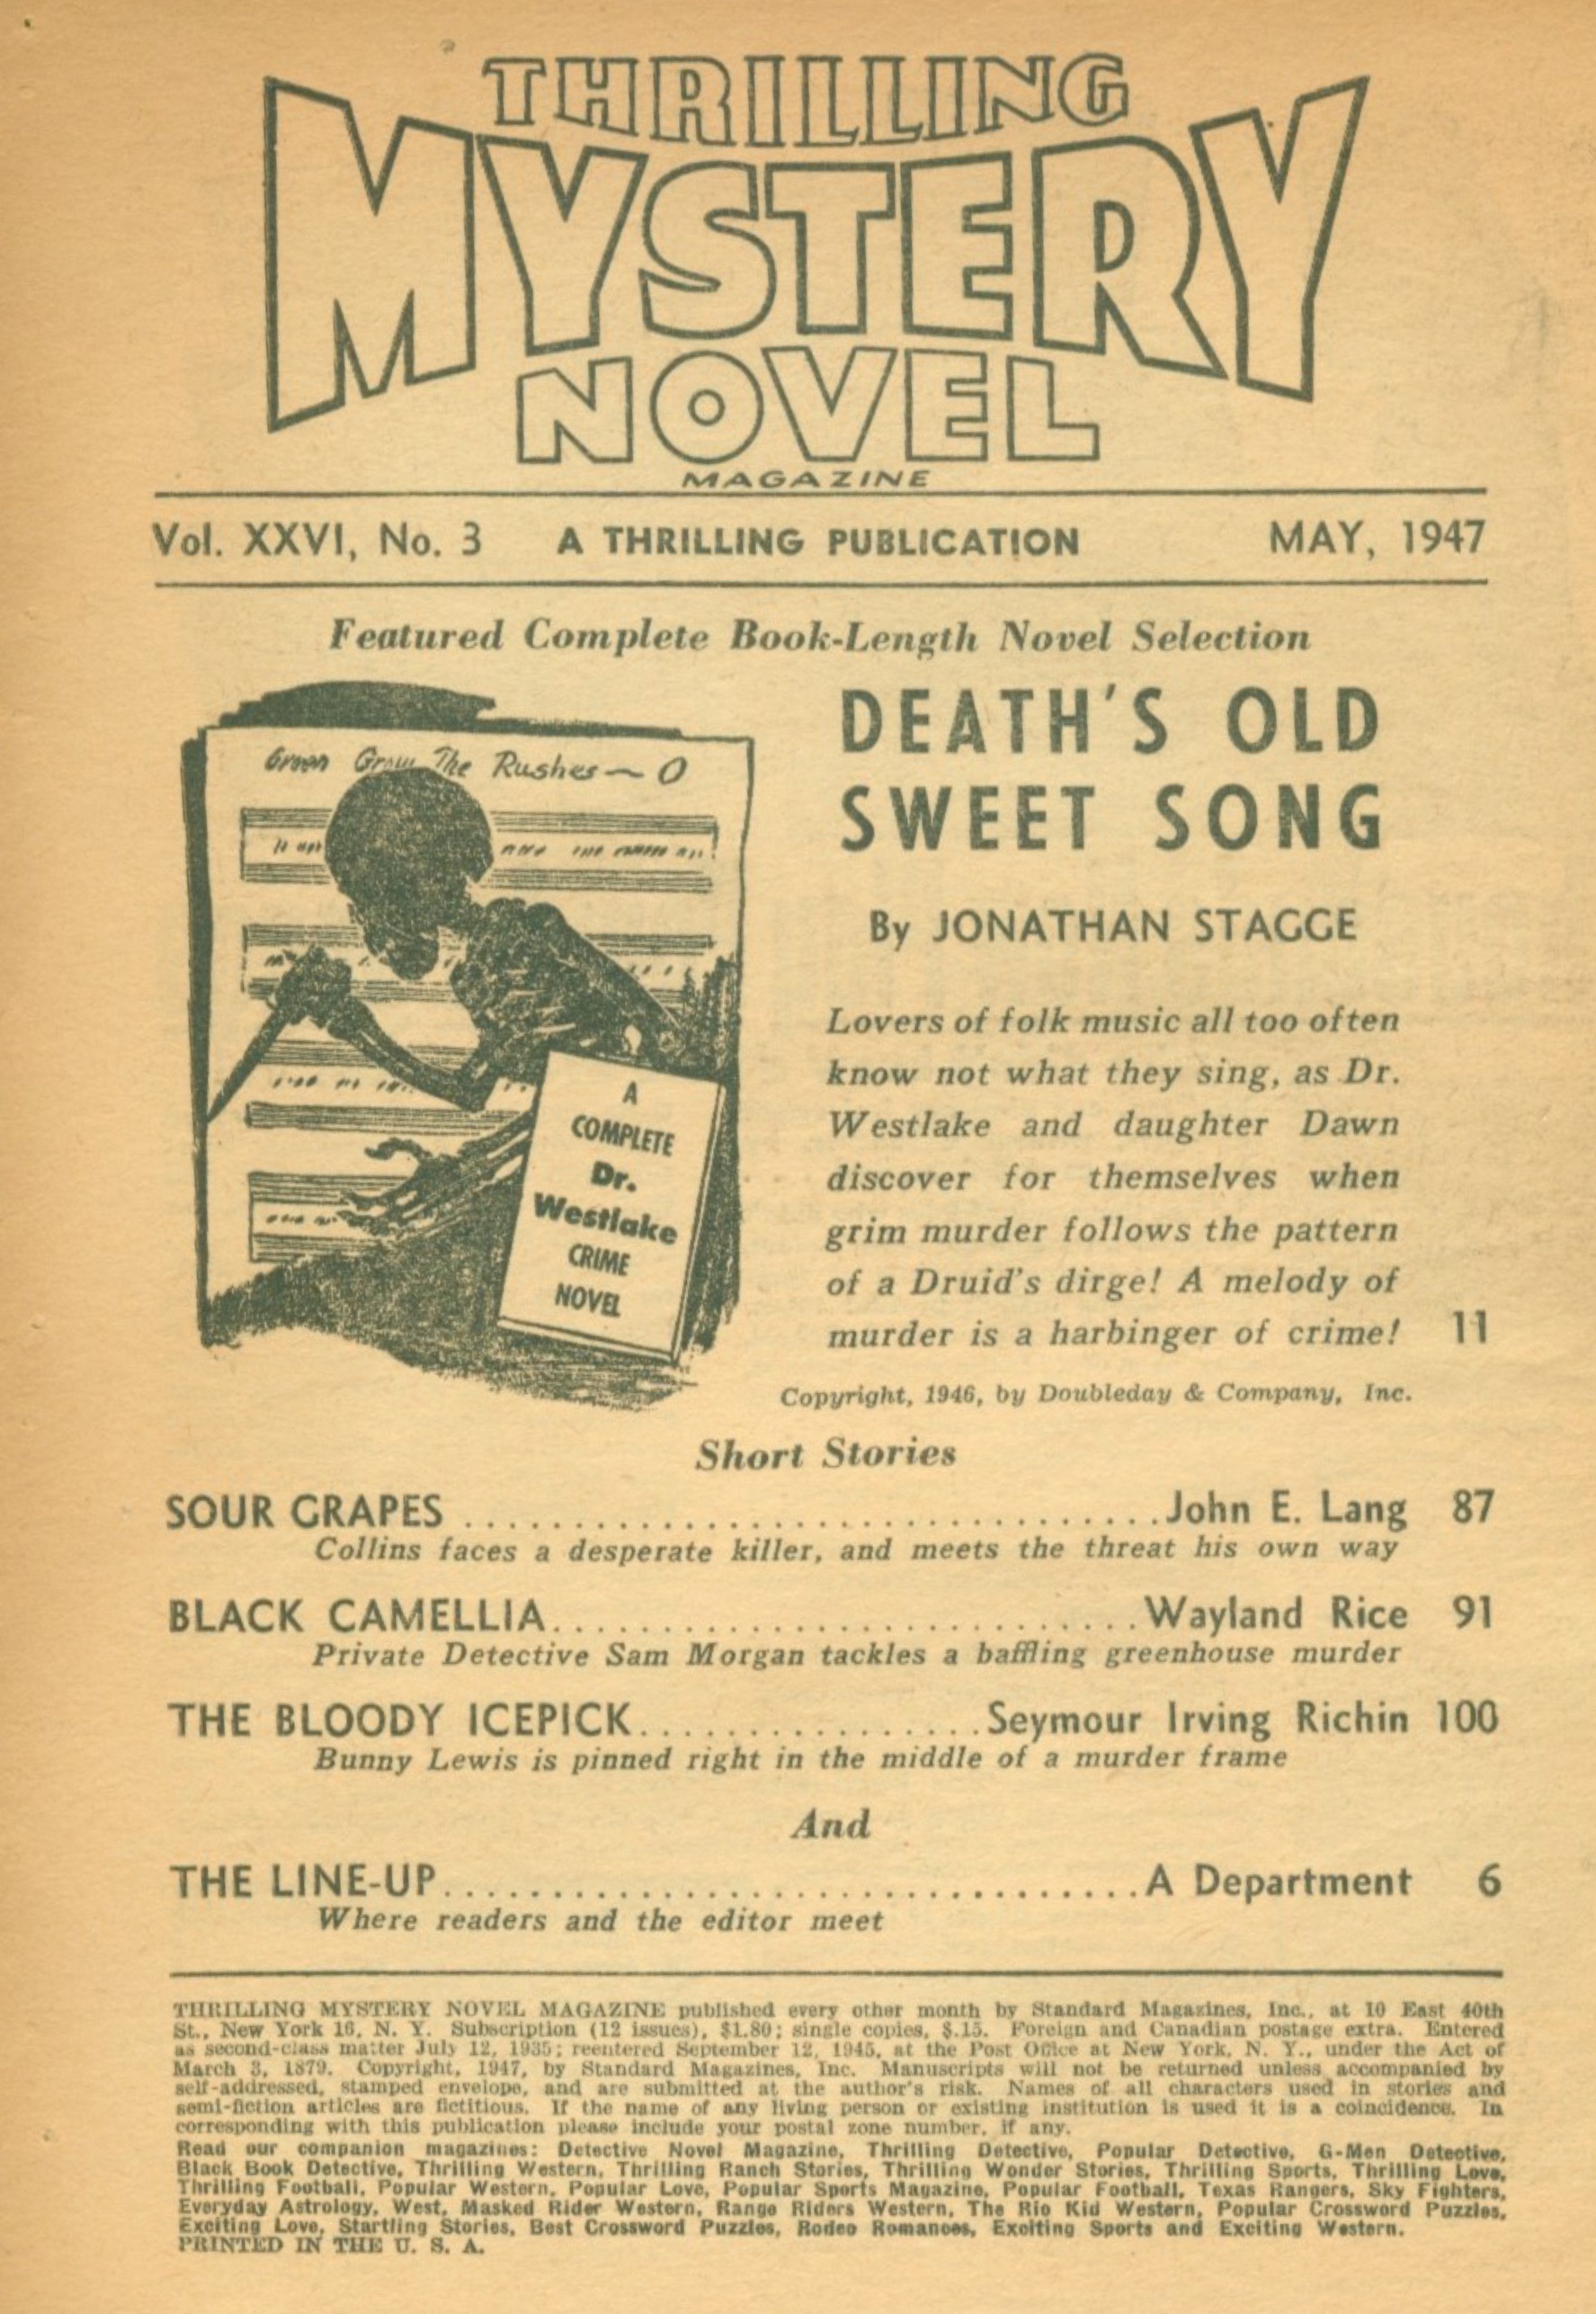 THRILLING
MYSTERY
NOVEL
MAGAZINE
Vol. XXVI, No. 3 A THRILLING PUBLICATION MAY, 1947
Featured Complete Book-Length Novel Selection
Green Grow The Rushes — O
A
COMPLETE
Dr.
Westlake
CRIME
NOVEL
DEATH'S OLD
SWEET SONG
By JONATHAN STAGGE
Lovers of folk music all too often
know not what they sing, as Dr.
Westlake and daughter Dawn
discover for themselves when
grim murder follows the pattern
of a Druid's dirge! A melody of
murder is a harbinger of crime! 11
Copyright, 1946, by Doubleday & Company, Inc.
Short Stories
SOUR GRAPES ................................John E. Lang 87
Collins faces a desperate killer, and meets the threat his own way
BLACK CAMELLIA...........................Wayland Rice 91
Private Detective Sam Morgan tackles a baffling greenhouse murder
THE BLOODY ICEPICK................Seymour Irving Richin 100
Bunny Lewis is pinned right in the middle of a murder frame
And
THE LINE-UP................................A Department 6
Where readers and the editor meet
THRILLING MYSTERY NOVEL MAGAZINE published every other month by Standard Magazines, Inc., at 10 East 40th
St., New York 16, N. Y. Subscription (12 issues), $1.80; single copies, $.15. Foreign and Canadian postage extra. Entered
as second-class matter July 12, 1935; reentered September 12, 1945, at the Post Office at New York, N. Y., under the Act of
March 3, 1879. Copyright, 1947, by Standard Magazines, Inc. Manuscripts will not be returned unless accompanied by
self-addressed, stamped envelope, and are submitted at the author's risk. Names of all characters used in stories and
semi-fiction articles are fictitious. If the name of any living person or existing institution is used it is a coincidence. In
corresponding with this publication please include your postal zone number, if any.
Read our companion magazines: Detective Novel Magazine, Thrilling Detective, Popular Detective, G-Men Detective,
Black Book Detective, Thrilling Western, Thrilling Ranch Stories, Thrilling Wonder Stories, Thrilling Sports, Thrilling Love,
Thrilling Football, Popular Western, Popular Love, Popular Sports Magazine, Popular Football, Texas Rangers, Sky Fighters,
Everyday Astrology, West, Masked Rider Western, Range Riders Western, The Rio Kid Western, Popular Crossword Puzzles,
Exciting Love, Startling Stories, Best Crossword Puzzles, Rodeo Romances, Exciting Sports and Exciting Western.
PRINTED IN THE U. S. A.